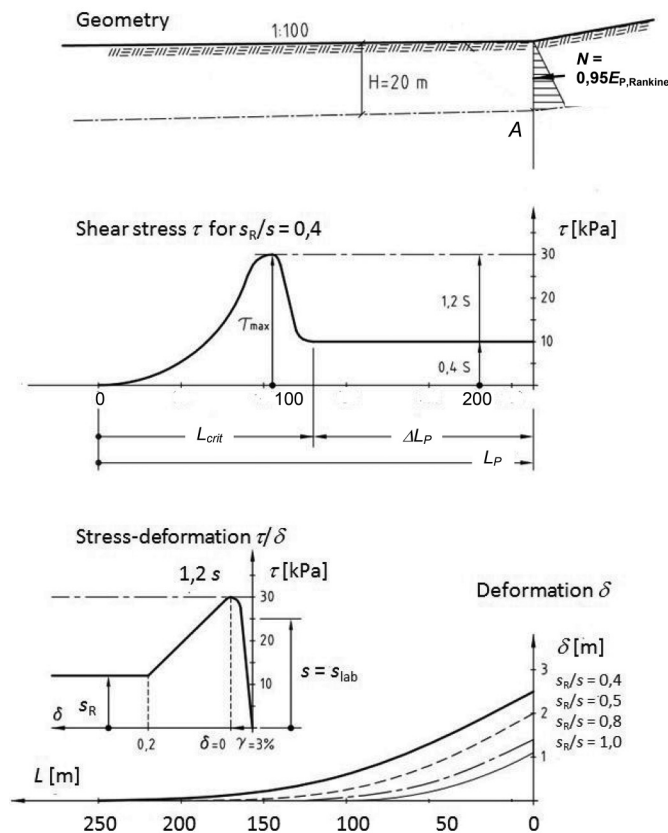 Geometry
1:100
H=20 m
N =
0,95E_P,Rankine
A
Shear stress τ for s_R/s = 0,4
τ [kPa]
30
20
10
τ_max
1,2 S
0,4 S
0
100
200
L_crit
ΔL_P
L_P
Stress-deformation τ/δ
τ [kPa]
1,2 s
30
20
10
s = s_lab
s_R
δ
0,2
δ=0
γ=3%
Deformation δ
δ [m]
3
2
1
s_R/s = 0,4
s_R/s = 0,5
s_R/s = 0,8
s_R/s = 1,0
L [m]
250
200
150
100
50
0